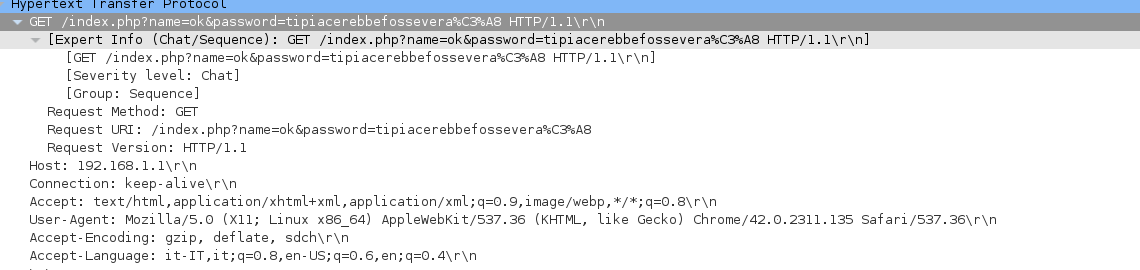 Hypertext Transfer Protocol
GET /index.php?name=ok&password=tipiacerebbefossevera%C3%A8 HTTP/1.1\r\n
[Expert Info (Chat/Sequence): GET /index.php?name=ok&password=tipiacerebbefossevera%C3%A8 HTTP/1.1\r\n]
[GET /index.php?name=ok&password=tipiacerebbefossevera%C3%A8 HTTP/1.1\r\n]
[Severity level: Chat]
[Group: Sequence]
Request Method: GET
Request URI: /index.php?name=ok&password=tipiacerebbefossevera%C3%A8
Request Version: HTTP/1.1
Host: 192.168.1.1\r\n
Connection: keep-alive\r\n
Accept: text/html,application/xhtml+xml,application/xml;q=0.9,image/webp,*/*;q=0.8\r\n
User-Agent: Mozilla/5.0 (X11; Linux x86_64) AppleWebKit/537.36 (KHTML, like Gecko) Chrome/42.0.2311.135 Safari/537.36\r\n
Accept-Encoding: gzip, deflate, sdch\r\n
Accept-Language: it-IT,it;q=0.8,en-US;q=0.6,en;q=0.4\r\n